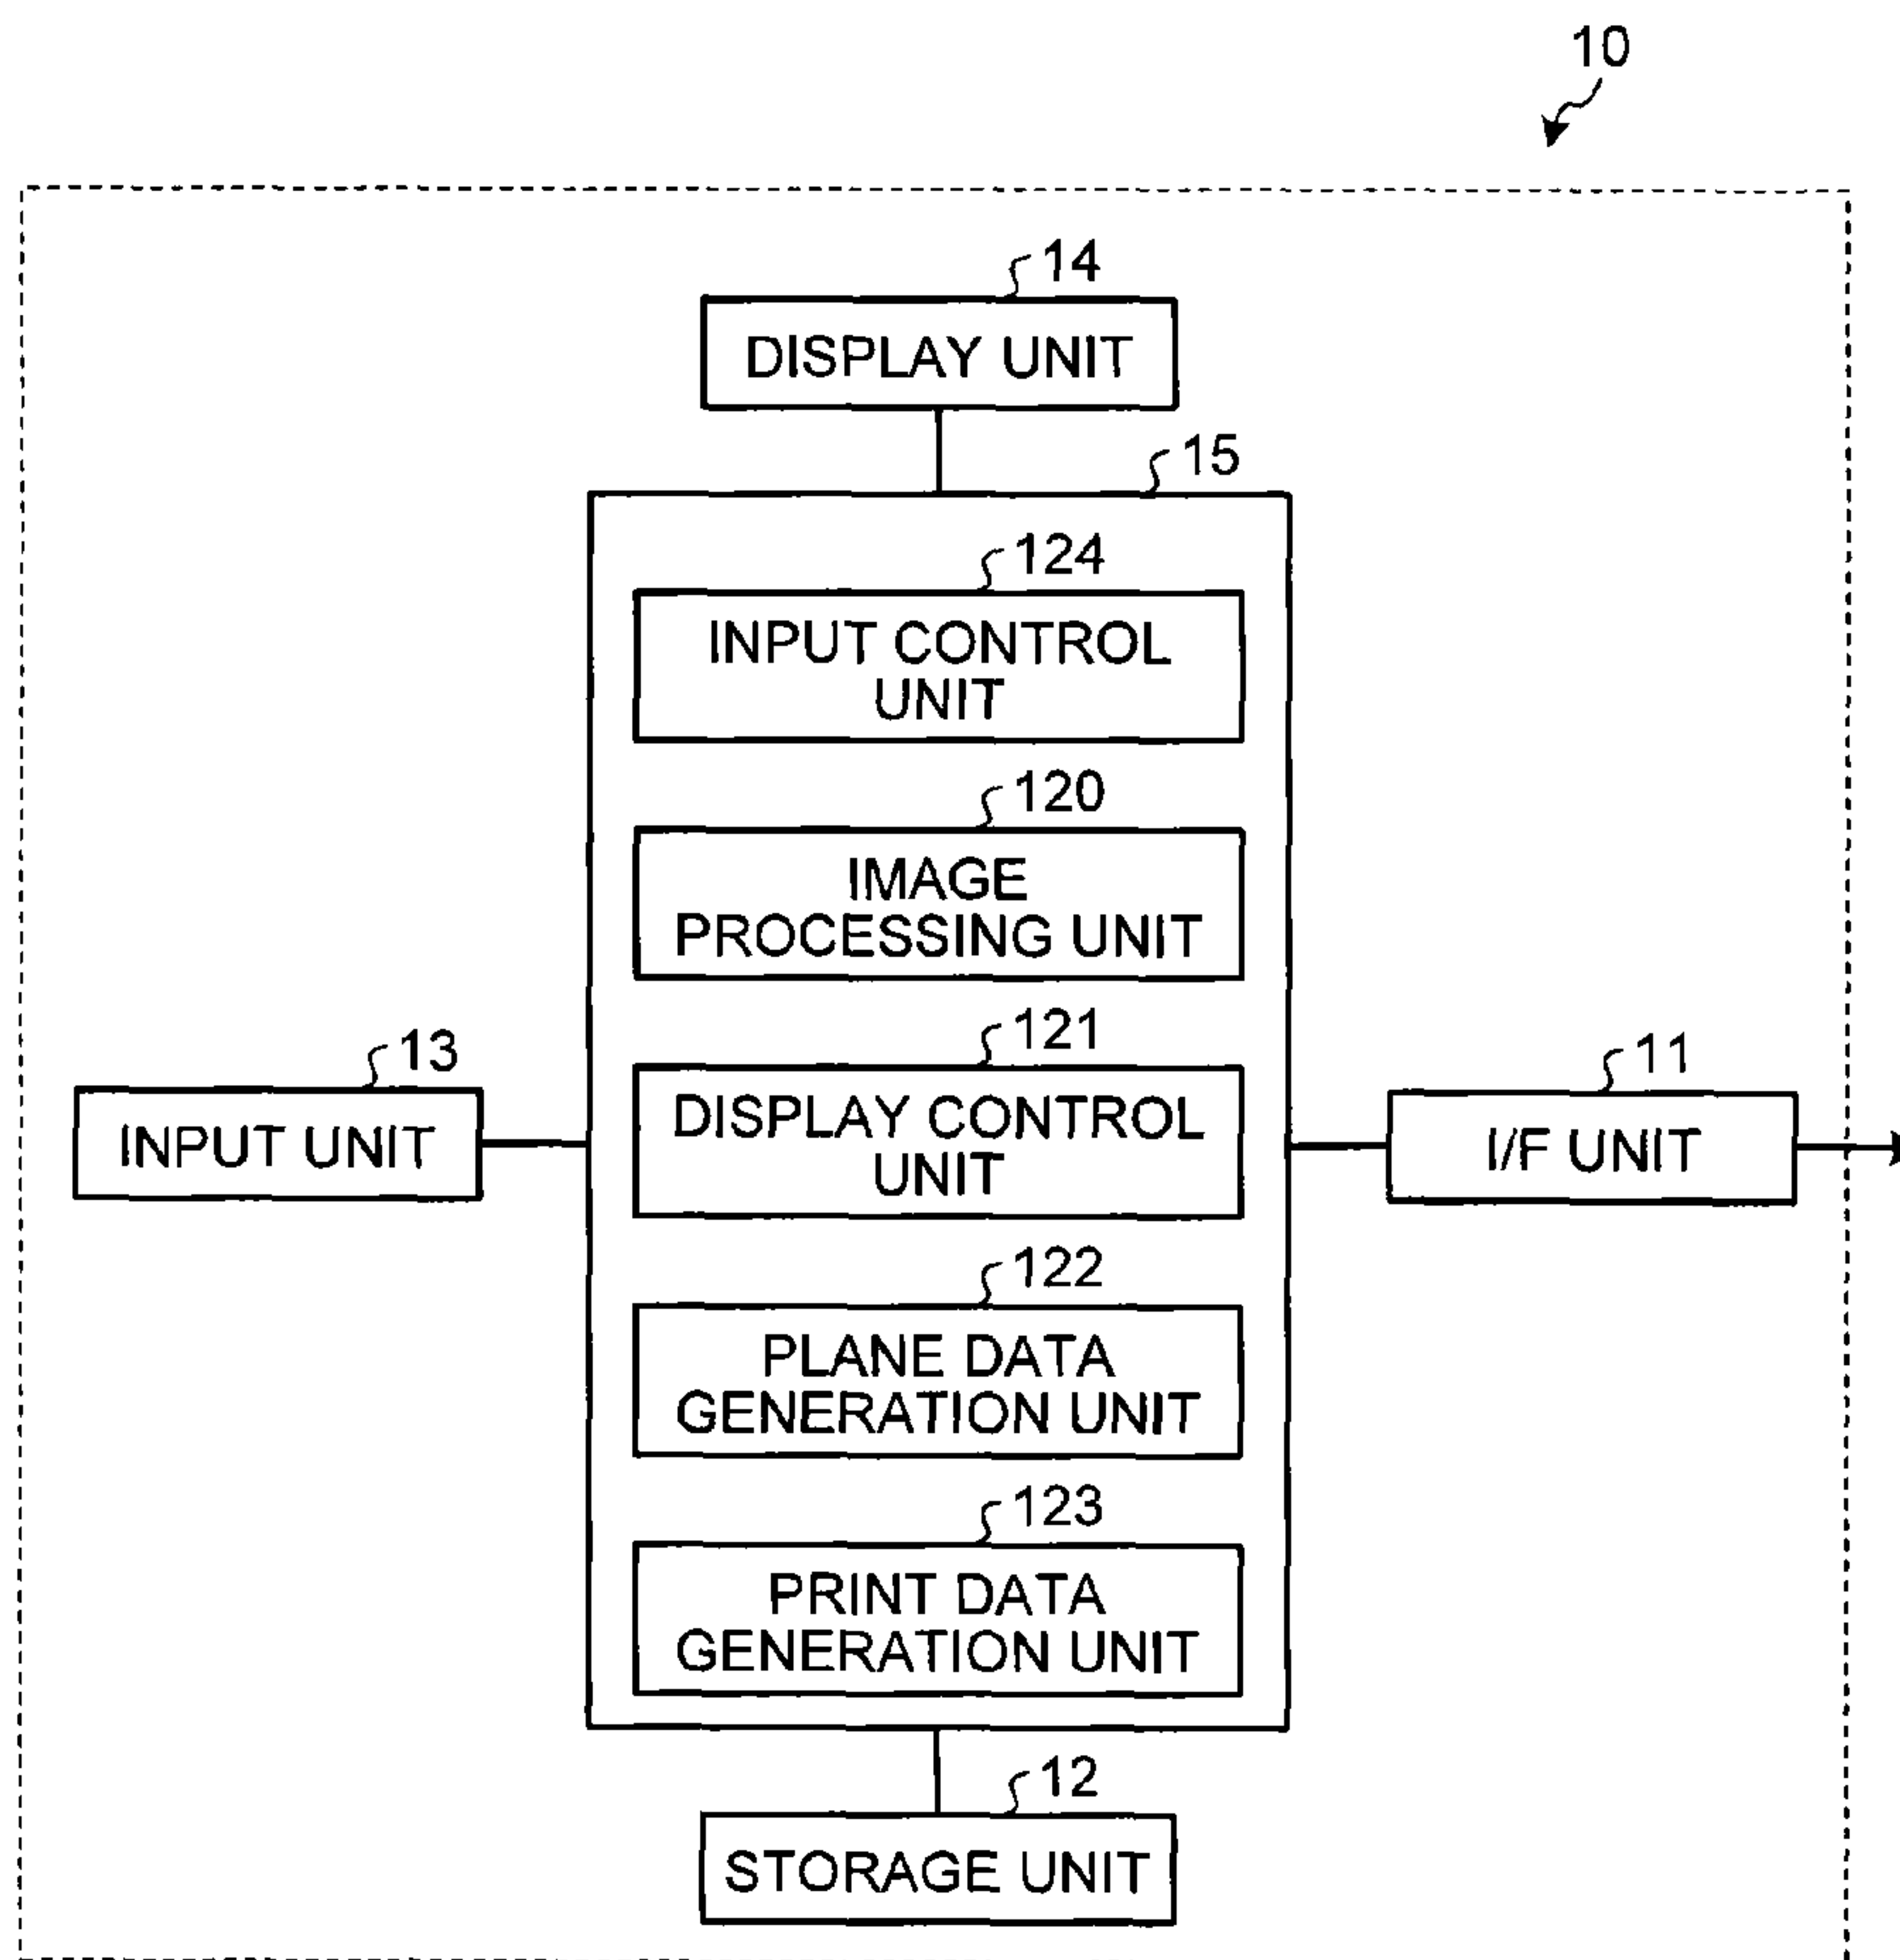 10
14
DISPLAY UNIT
15
124
INPUT CONTROL
UNIT
120
IMAGE
PROCESSING UNIT
121
DISPLAY CONTROL
UNIT
13
INPUT UNIT
11
I/F UNIT
122
PLANE DATA
GENERATION UNIT
123
PRINT DATA
GENERATION UNIT
12
STORAGE UNIT